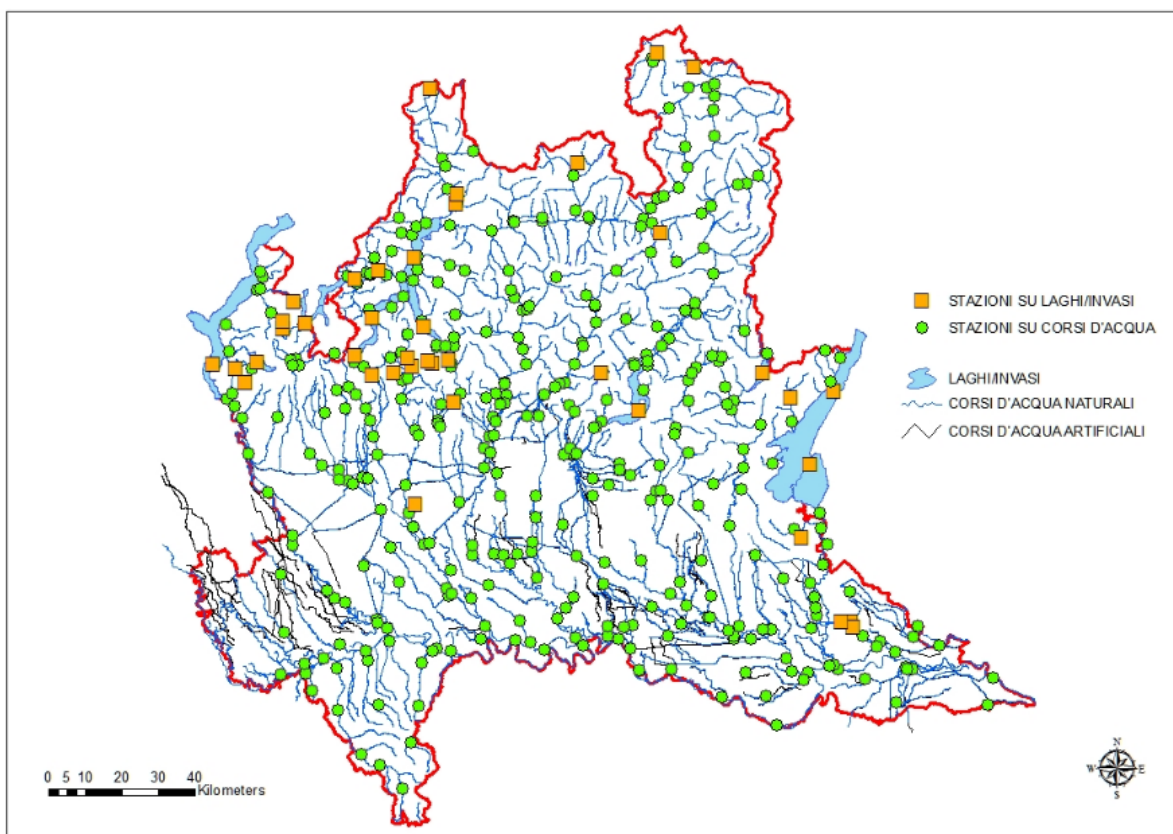 STAZIONI SU LAGHI/INVASI
STAZIONI SU CORSI D'ACQUA
LAGHI/INVASI
CORSI D'ACQUA NATURALI
CORSI D'ACQUA ARTIFICIALI
0 5 10 20 30 40
Kilometers
N
W E
S